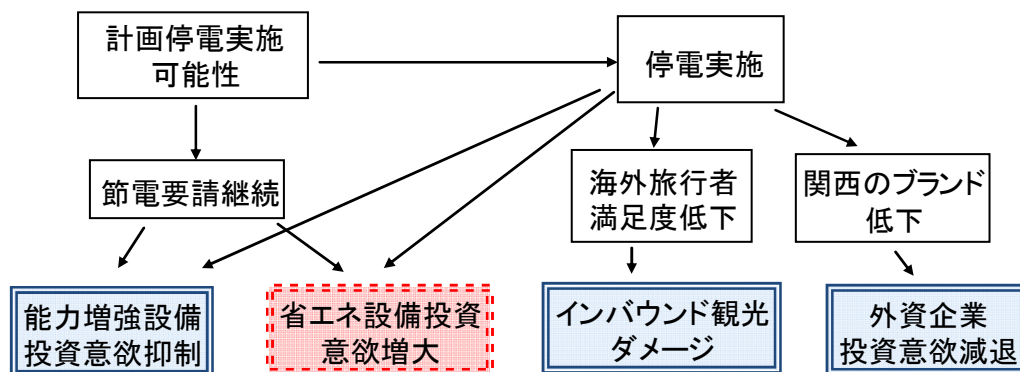 計画停電実施
可能性
停電実施
節電要請継続
海外旅行者
満足度低下
関西のブランド
低下
能力増強設備
投資意欲抑制
省エネ設備投資
意欲増大
インバウンド観光
ダメージ
外資企業
投資意欲減退